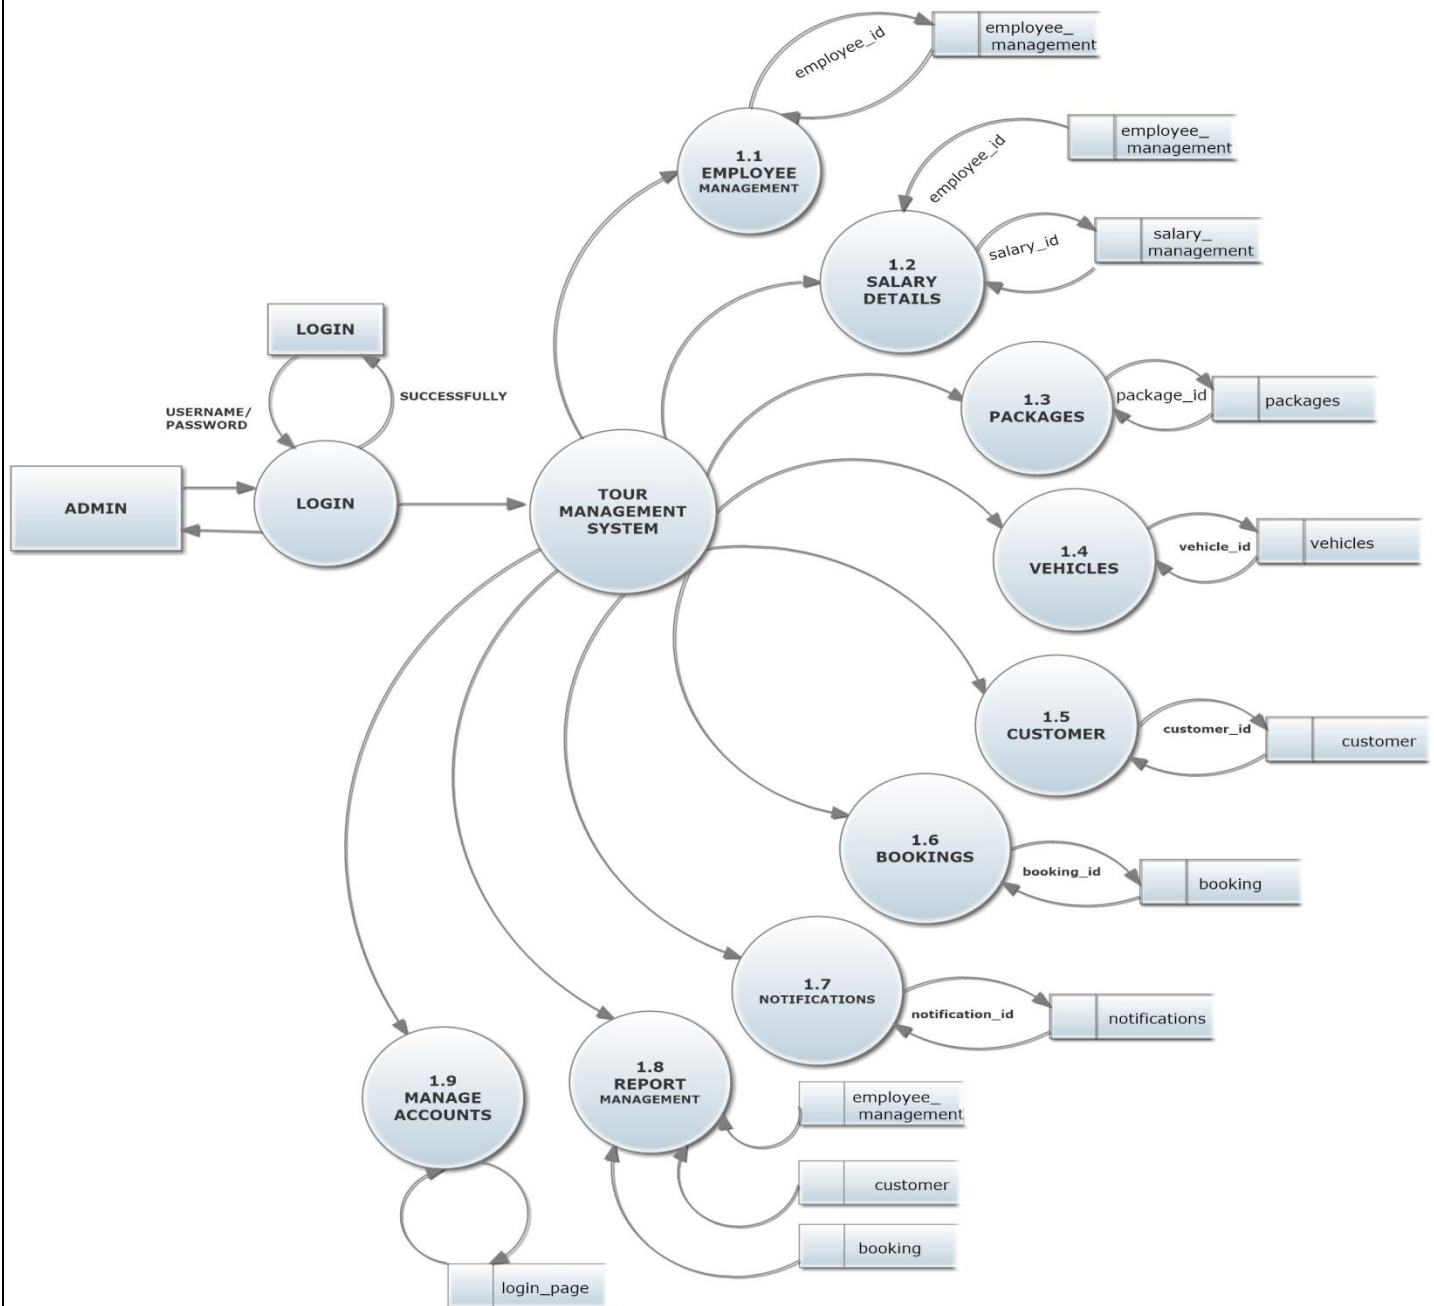 employee_
management
employee_id
1.1
EMPLOYEE
MANAGEMENT
employee_
management
employee_id
1.2
SALARY
DETAILS
salary_id
salary_
management
LOGIN
USERNAME/
PASSWORD
SUCCESSFULLY
ADMIN
LOGIN
TOUR
MANAGEMENT
SYSTEM
1.3
PACKAGES
package_id
packages
1.4
VEHICLES
vehicle_id
vehicles
1.5
CUSTOMER
customer_id
customer
1.6
BOOKINGS
booking_id
booking
1.7
NOTIFICATIONS
notification_id
notifications
1.8
REPORT
MANAGEMENT
employee_
management
customer
booking
1.9
MANAGE
ACCOUNTS
login_page